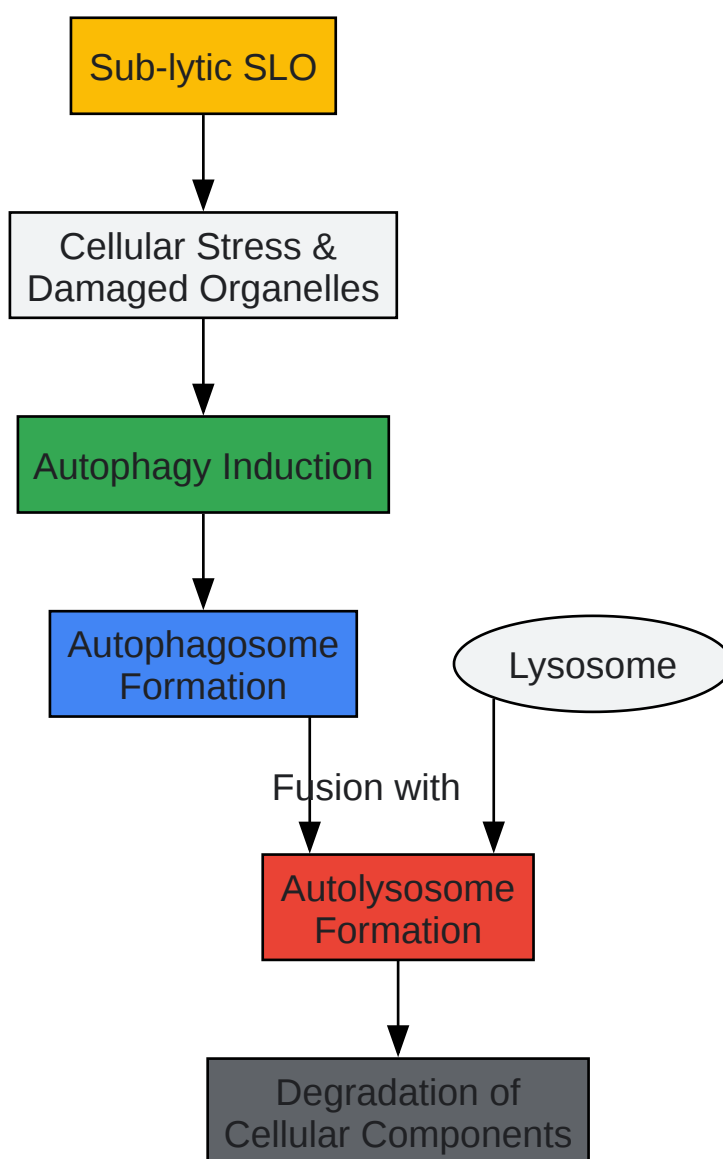 Sub-lytic SLO
Cellular Stress &
Damaged Organelles
Autophagy Induction
Autophagosome
Formation
Lysosome
Fusion with
Autolysosome
Formation
Degradation of
Cellular Components